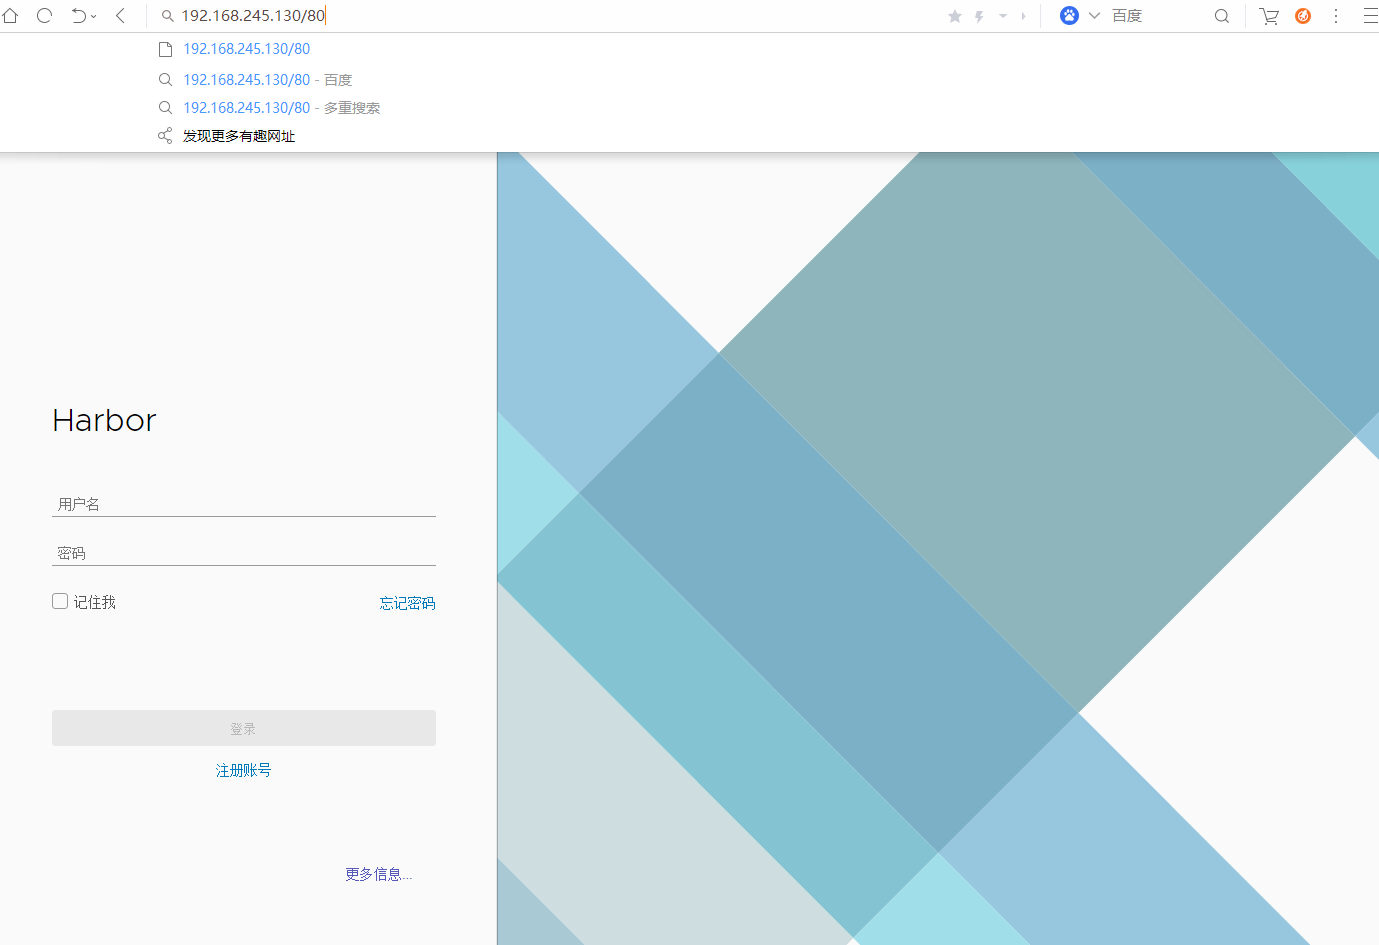 192.168.245.130/80
百度
192.168.245.130/80
192.168.245.130/80 - 百度
192.168.245.130/80 - 多重搜索
发现更多有趣网址
Harbor
用户名
密码
记住我
忘记密码
登录
注册账号
更多信息...